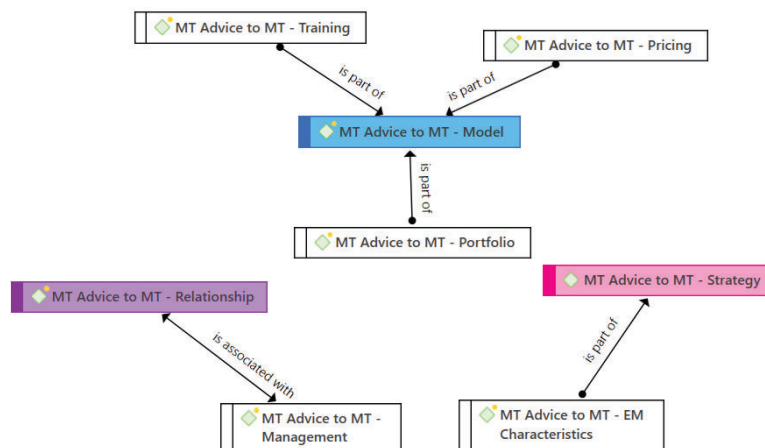 MT Advice to MT - Training
MT Advice to MT - Pricing
is part of
is part of
MT Advice to MT - Model
is part of
MT Advice to MT - Portfolio
MT Advice to MT - Strategy
MT Advice to MT - Relationship
is part of
is associated with
MT Advice to MT -
Management
MT Advice to MT - EM
Characteristics